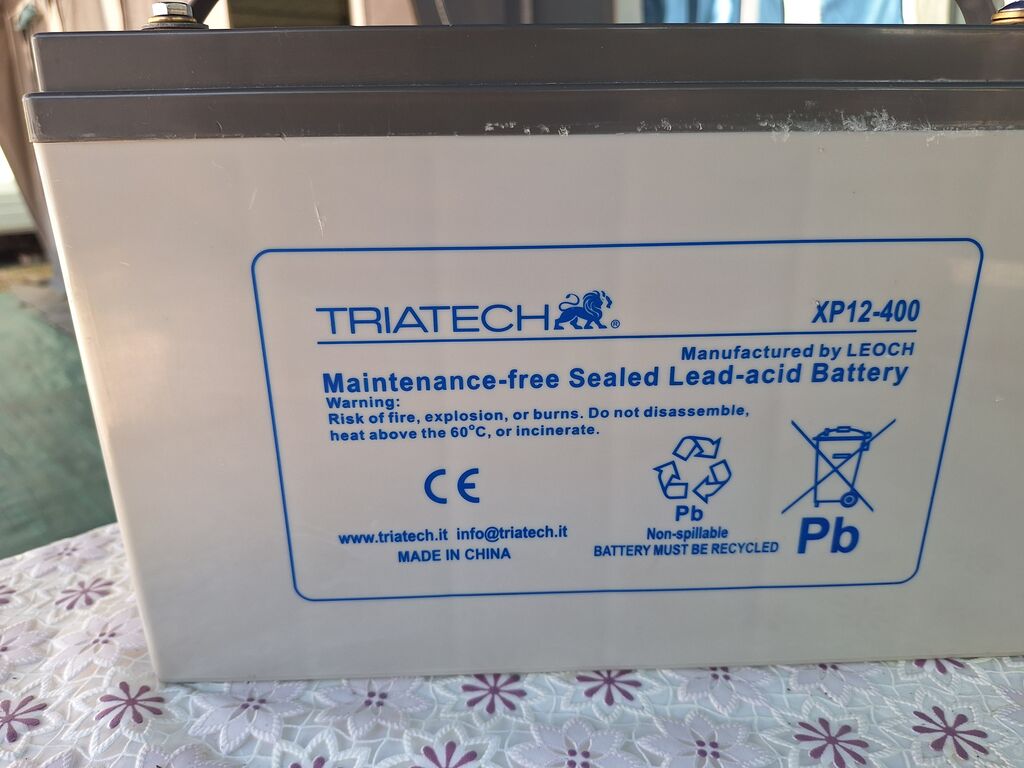 TRIATECH®
XP12-400
Manufactured by LEOCH
Maintenance-free Sealed Lead-acid Battery
Warning:
Risk of fire, explosion, or burns. Do not disassemble,
heat above the 60°C, or incinerate.
CE
Pb
Non-spillable
BATTERY MUST BE RECYCLED
Pb
www.triatech.it info@triatech.it
MADE IN CHINA